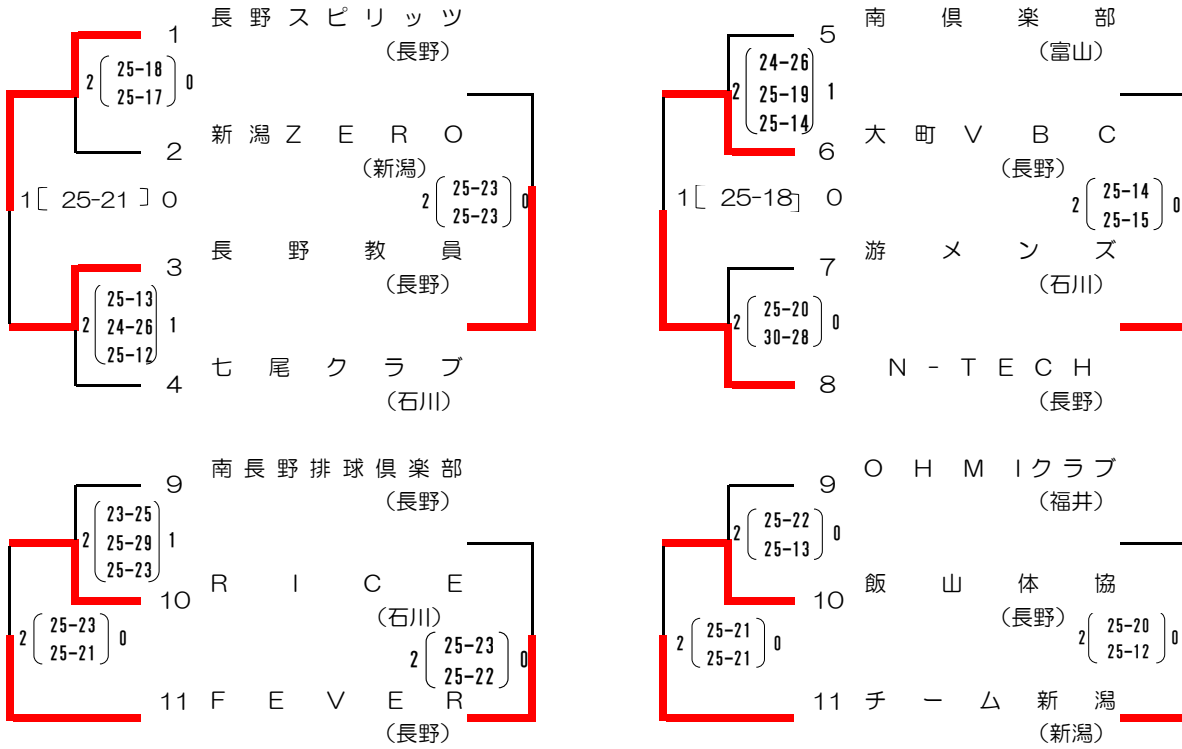 長野スピリッツ
1
（長野）
2 25-18 0
25-17
新潟ＺＥＲＯ
2
（新潟）
1［ 25-21 ］0
2 25-23 0
25-23
長野教員
3
（長野）
25-13
2 24-26 1
25-12
七尾クラブ
4
（石川）
南倶楽部
5
（富山）
24-26
2 25-19 1
25-14
大町ＶＢＣ
6
（長野）
1［ 25-18］ 0
2 25-14 0
25-15
游メンズ
7
（石川）
2 25-20 0
30-28
Ｎ-ＴＥＣＨ
8
（長野）
南長野排球倶楽部
9
（長野）
23-25
2 25-29 1
25-23
ＲＩＣＥ
10
（石川）
2 25-23 0
25-21
2 25-23 0
25-22
11 ＦＥＶＥＲ
（長野）
ＯＨＭＩクラブ
9
（福井）
2 25-22 0
25-13
飯山体協
10
（長野）
2 25-21 0
25-21
2 25-20 0
25-12
11 チーム新潟
（新潟）